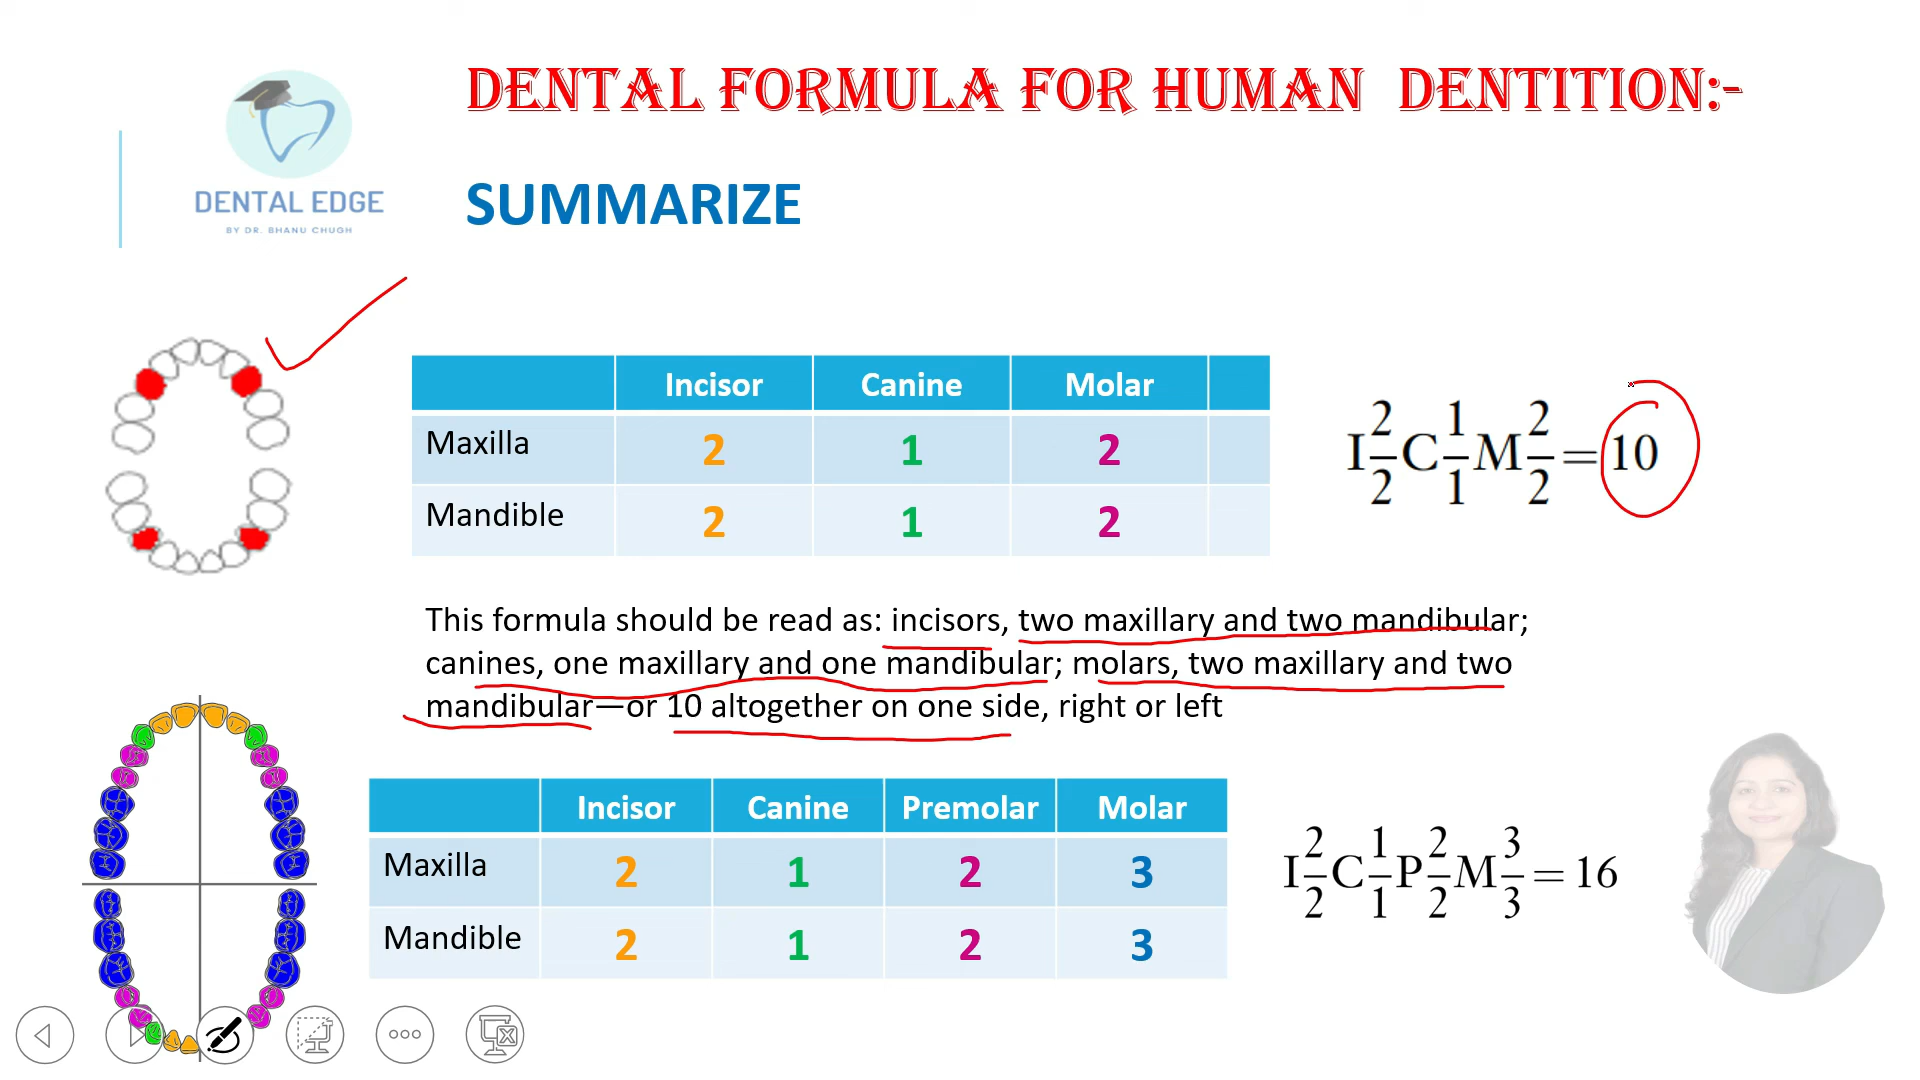 DENTAL FORMULA FOR HUMAN DENTITION:-
DENTAL EDGE
BY DR. BHANU CHUGH
SUMMARIZE
Incisor Canine Molar
Maxilla 2 1 2
Mandible 2 1 2
I 2/2 C 1/1 M 2/2 = 10
This formula should be read as: incisors, two maxillary and two mandibular;
canines, one maxillary and one mandibular; molars, two maxillary and two
mandibular—or 10 altogether on one side, right or left
Incisor Canine Premolar Molar
Maxilla 2 1 2 3
Mandible 2 1 2 3
I 2/2 C 1/1 P 2/2 M 3/3 = 16